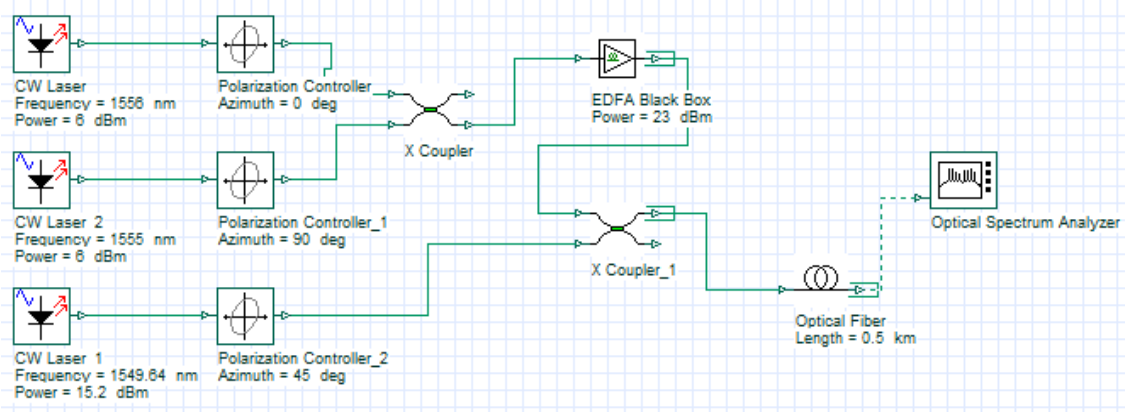 CW Laser
Frequency = 1556 nm
Power = 6 dBm
Polarization Controller
Azimuth = 0 deg
X Coupler
EDFA Black Box
Power = 23 dBm
CW Laser 2
Frequency = 1555 nm
Power = 6 dBm
Polarization Controller_1
Azimuth = 90 deg
X Coupler_1
Optical Spectrum Analyzer
Optical Fiber
Length = 0.5 km
CW Laser 1
Frequency = 1549.64 nm
Power = 15.2 dBm
Polarization Controller_2
Azimuth = 45 deg